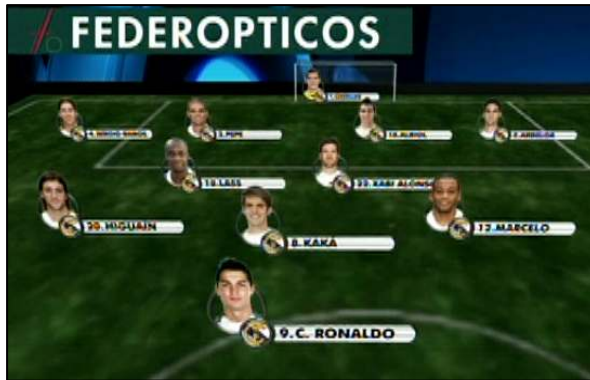 FEDEROPTICOS
4. SERGIO RAMOS
3. PEPE
18. ALBIOL
2. ARBELOA
10. LASS
22. XABI ALONSO
20. HIGUAIN
8. KAKA
12. MARCELO
9. C. RONALDO